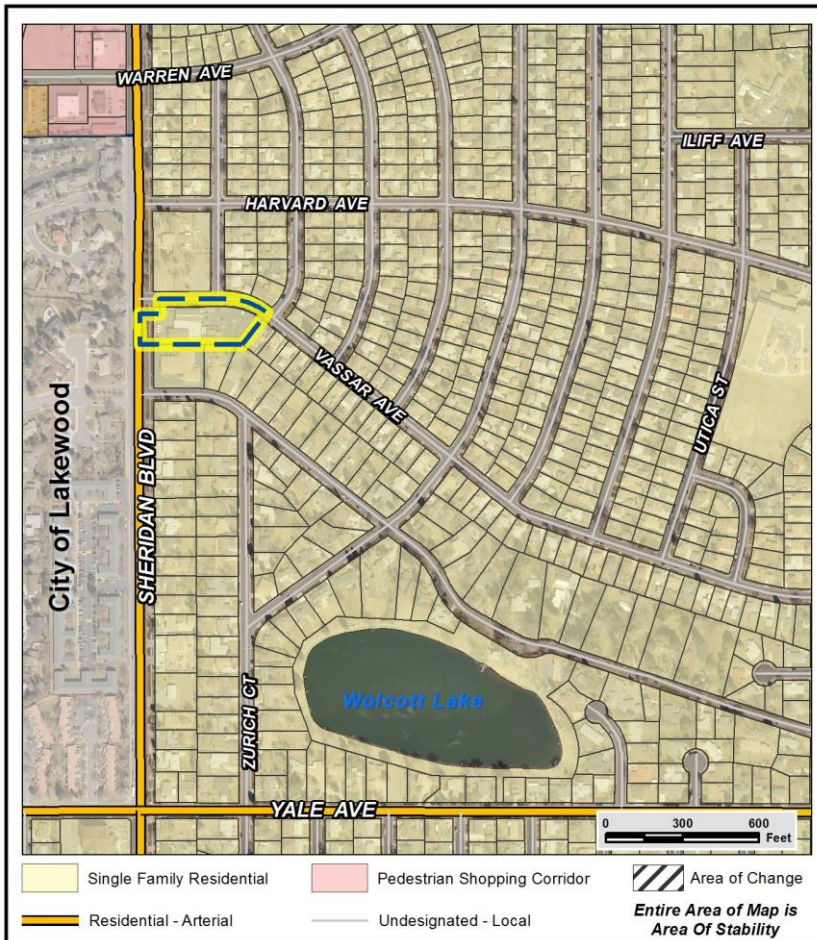 WARREN AVE
ILIFF AVE
HARVARD AVE
VASSAR AVE
UTICA ST
City of Lakewood
SHERIDAN BLVD
ZURICH CT
Wolcott Lake
YALE AVE
0 300 600
Feet
Single Family Residential
Pedestrian Shopping Corridor
Area of Change
Residential - Arterial
Undesignated - Local
Entire Area of Map is
Area Of Stability